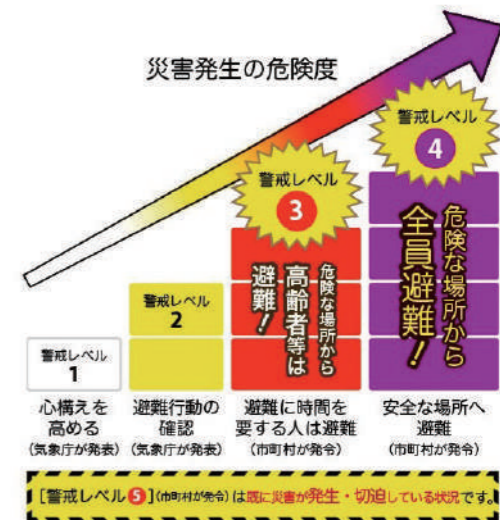 災害発生の危険度
警戒レベル
4
危険な場所から
全員避難！
警戒レベル
3
危険な場所から
高齢者等は
避難！
警戒レベル
2
警戒レベル
1
心構えを
高める
(気象庁が発表)
避難行動の
確認
(気象庁が発表)
避難に時間を
要する人は避難
(市町村が発令)
安全な場所へ
避難
(市町村が発令)
［警戒レベル5］(市町村が発令)は既に災害が発生・切迫している状況です。